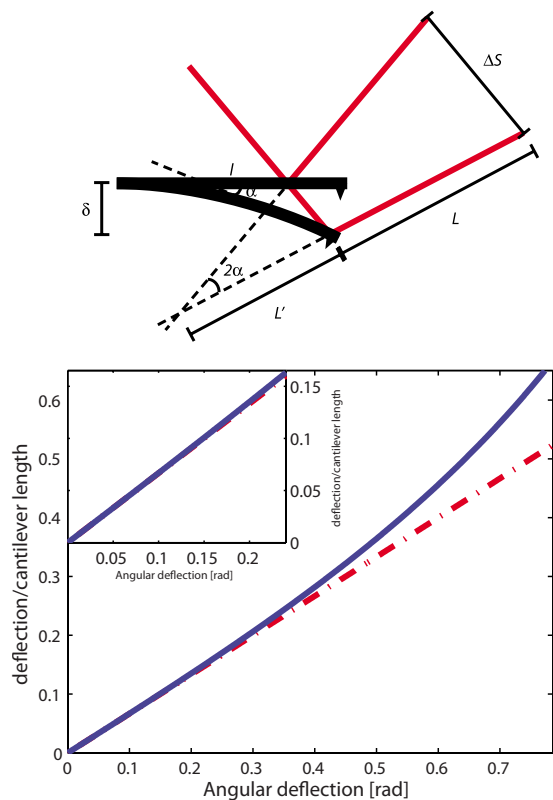 ΔS
l
α
δ
L
2α
L'
0.6
0.5
0.4
0.3
0.2
0.1
0
deflection/cantilever length
0.15
0.1
0.05
0
deflection/cantilever length
0.05 0.1 0.15 0.2
Angular deflection [rad]
0 0.1 0.2 0.3 0.4 0.5 0.6 0.7
Angular deflection [rad]